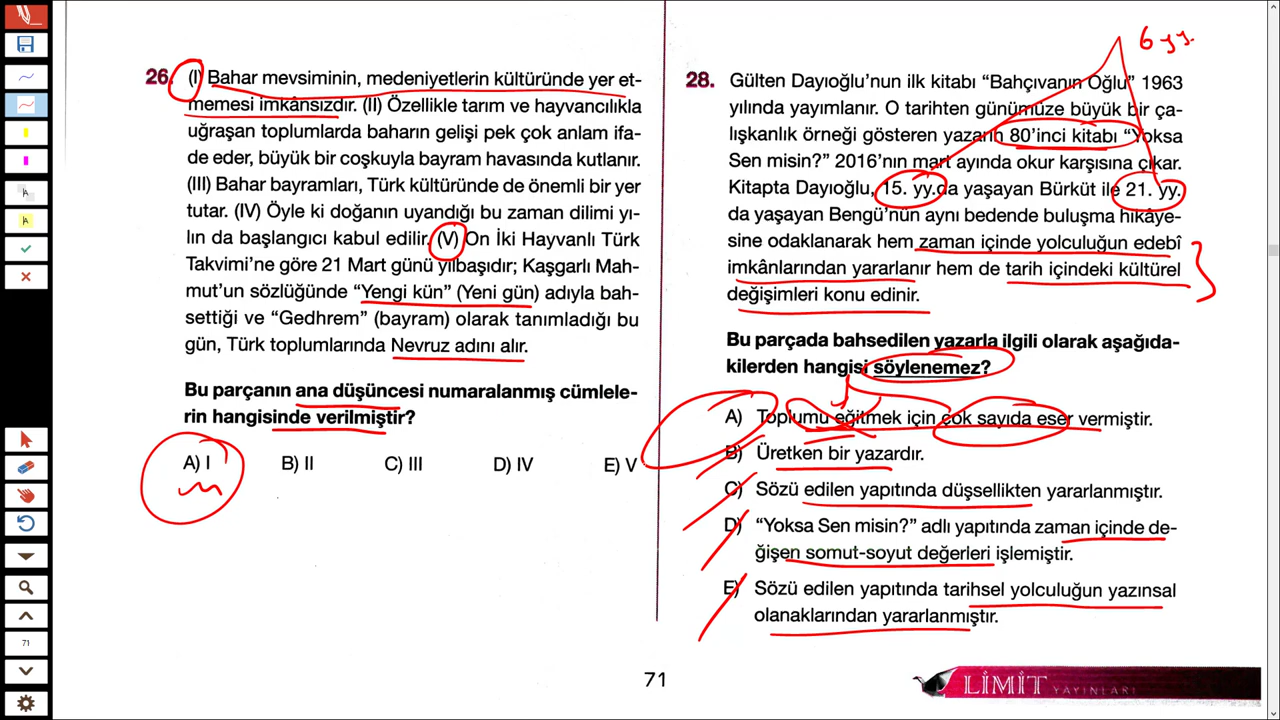 26. (I) Bahar mevsiminin, medeniyetlerin kültüründe yer et-
memesi imkânsızdır. (II) Özellikle tarım ve hayvancılıkla
uğraşan toplumlarda baharın gelişi pek çok anlam ifa-
de eder, büyük bir coşkuyla bayram havasında kutlanır.
(III) Bahar bayramları, Türk kültüründe de önemli bir yer
tutar. (IV) Öyle ki doğanın uyandığı bu zaman dilimi yı-
lın da başlangıcı kabul edilir. (V) On İki Hayvanlı Türk
Takvimi’ne göre 21 Mart günü yılbaşıdır; Kaşgarlı Mah-
mut’un sözlüğünde “Yengi kün” (Yeni gün) adıyla bah-
settiği ve “Gedhrem” (bayram) olarak tanımladığı bu
gün, Türk toplumlarında Nevruz adını alır.
Bu parçanın ana düşüncesi numaralanmış cümlele-
rin hangisinde verilmiştir?
A) I B) II C) III D) IV E) V
6 yy.
28. Gülten Dayıoğlu’nun ilk kitabı “Bahçıvanın Oğlu” 1963
yılında yayımlanır. O tarihten günümüze büyük bir ça-
lışkanlık örneği gösteren yazarın 80’inci kitabı “Yoksa
Sen misin?” 2016’nın mart ayında okur karşısına çıkar.
Kitapta Dayıoğlu, 15. yy.da yaşayan Bürküt ile 21. yy.
da yaşayan Bengü’nün aynı bedende buluşma hikâye-
sine odaklanarak hem zaman içinde yolculuğun edebî
imkânlarından yararlanır hem de tarih içindeki kültürel
değişimleri konu edinir.
Bu parçada bahsedilen yazarla ilgili olarak aşağıda-
kilerden hangisi söylenemez?
A) Toplumu eğitmek için çok sayıda eser vermiştir.
B) Üretken bir yazardır.
C) Sözü edilen yapıtında düşsellikten yararlanmıştır.
D) “Yoksa Sen misin?” adlı yapıtında zaman içinde de-
ğişen somut-soyut değerleri işlemiştir.
E) Sözü edilen yapıtında tarihsel yolculuğun yazınsal
olanaklarından yararlanmıştır.
71
71
LİMİT YAYINLARI